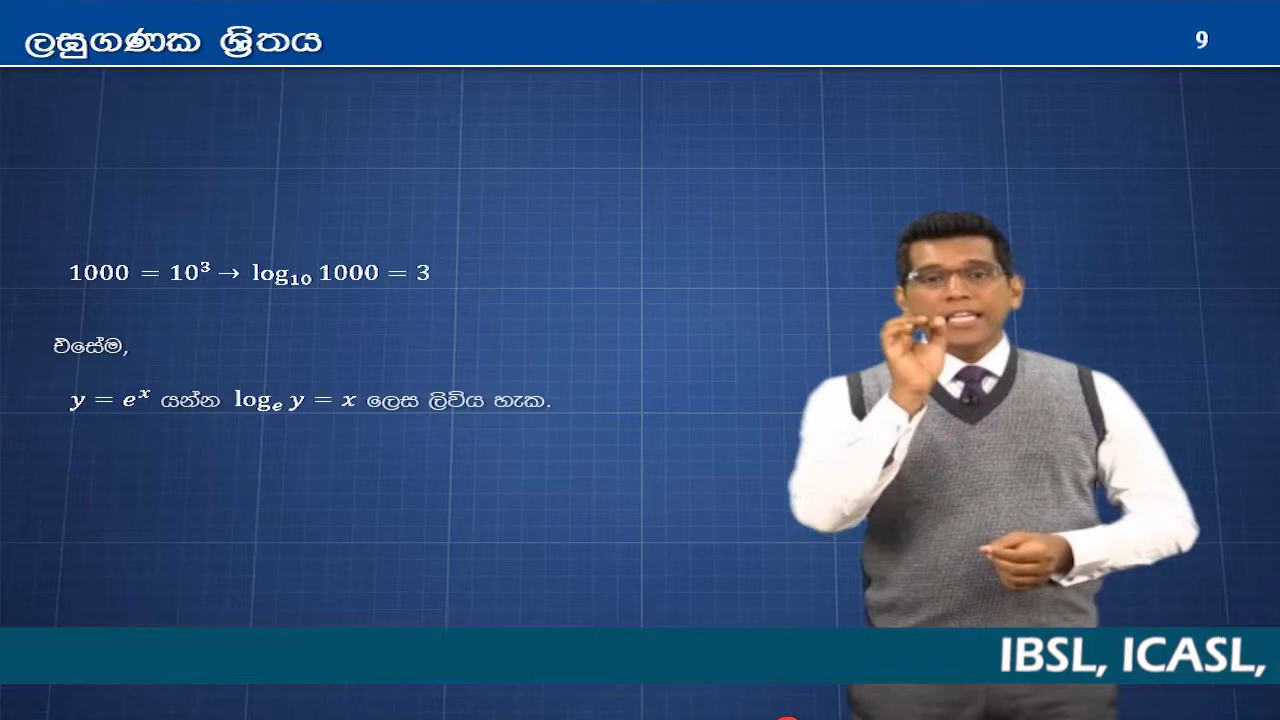 ලඝුගණක ශ්‍රිතය
9
1000 = 10³ → log₁₀ 1000 = 3
එසේම,
y = eˣ යන්න logₑ y = x ලෙස ලිවිය හැක.
IBSL, ICASL,